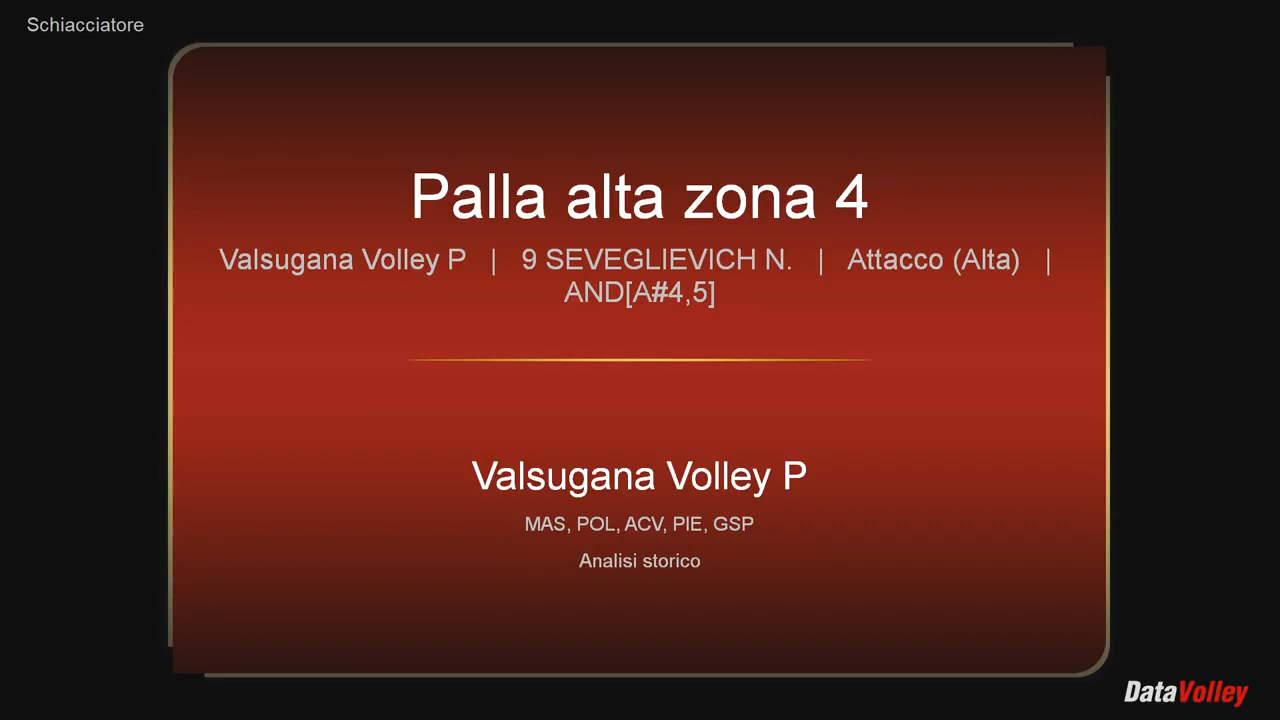 Schiacciatore
Palla alta zona 4
Valsugana Volley P | 9 SEVEGLIEVICH N. | Attacco (Alta) |
AND[A#4,5]
Valsugana Volley P
MAS, POL, ACV, PIE, GSP
Analisi storico
DataVolley